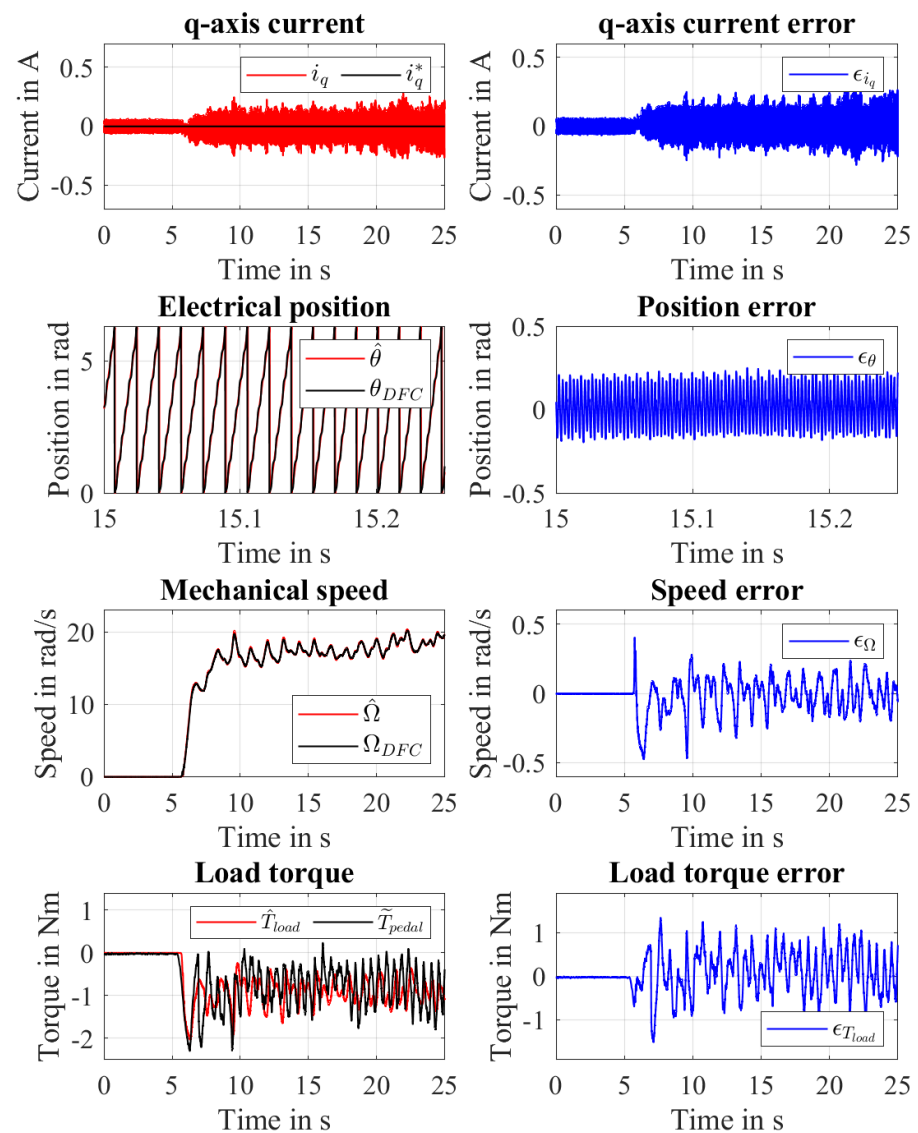 q-axis current
Current in A
0.5
0
-0.5
i_q i_q^*
0 5 10 15 20 25
Time in s
q-axis current error
Current in A
0.5
0
-0.5
ϵ_{i_q}
0 5 10 15 20 25
Time in s
Electrical position
Position in rad
5
0
θ̂
θ_{DFC}
15 15.1 15.2
Time in s
Position error
Position in rad
0.5
0
-0.5
ϵ_θ
15 15.1 15.2
Time in s
Mechanical speed
Speed in rad/s
20
10
0
Ω̂
Ω_{DFC}
0 5 10 15 20 25
Time in s
Speed error
Speed in rad/s
0.5
0
-0.5
ϵ_Ω
0 5 10 15 20 25
Time in s
Load torque
Torque in Nm
1
0
-1
-2
T̂_{load} T̃_{pedal}
0 5 10 15 20 25
Time in s
Load torque error
Torque in Nm
1
0
-1
ϵ_{T_{load}}
0 5 10 15 20 25
Time in s